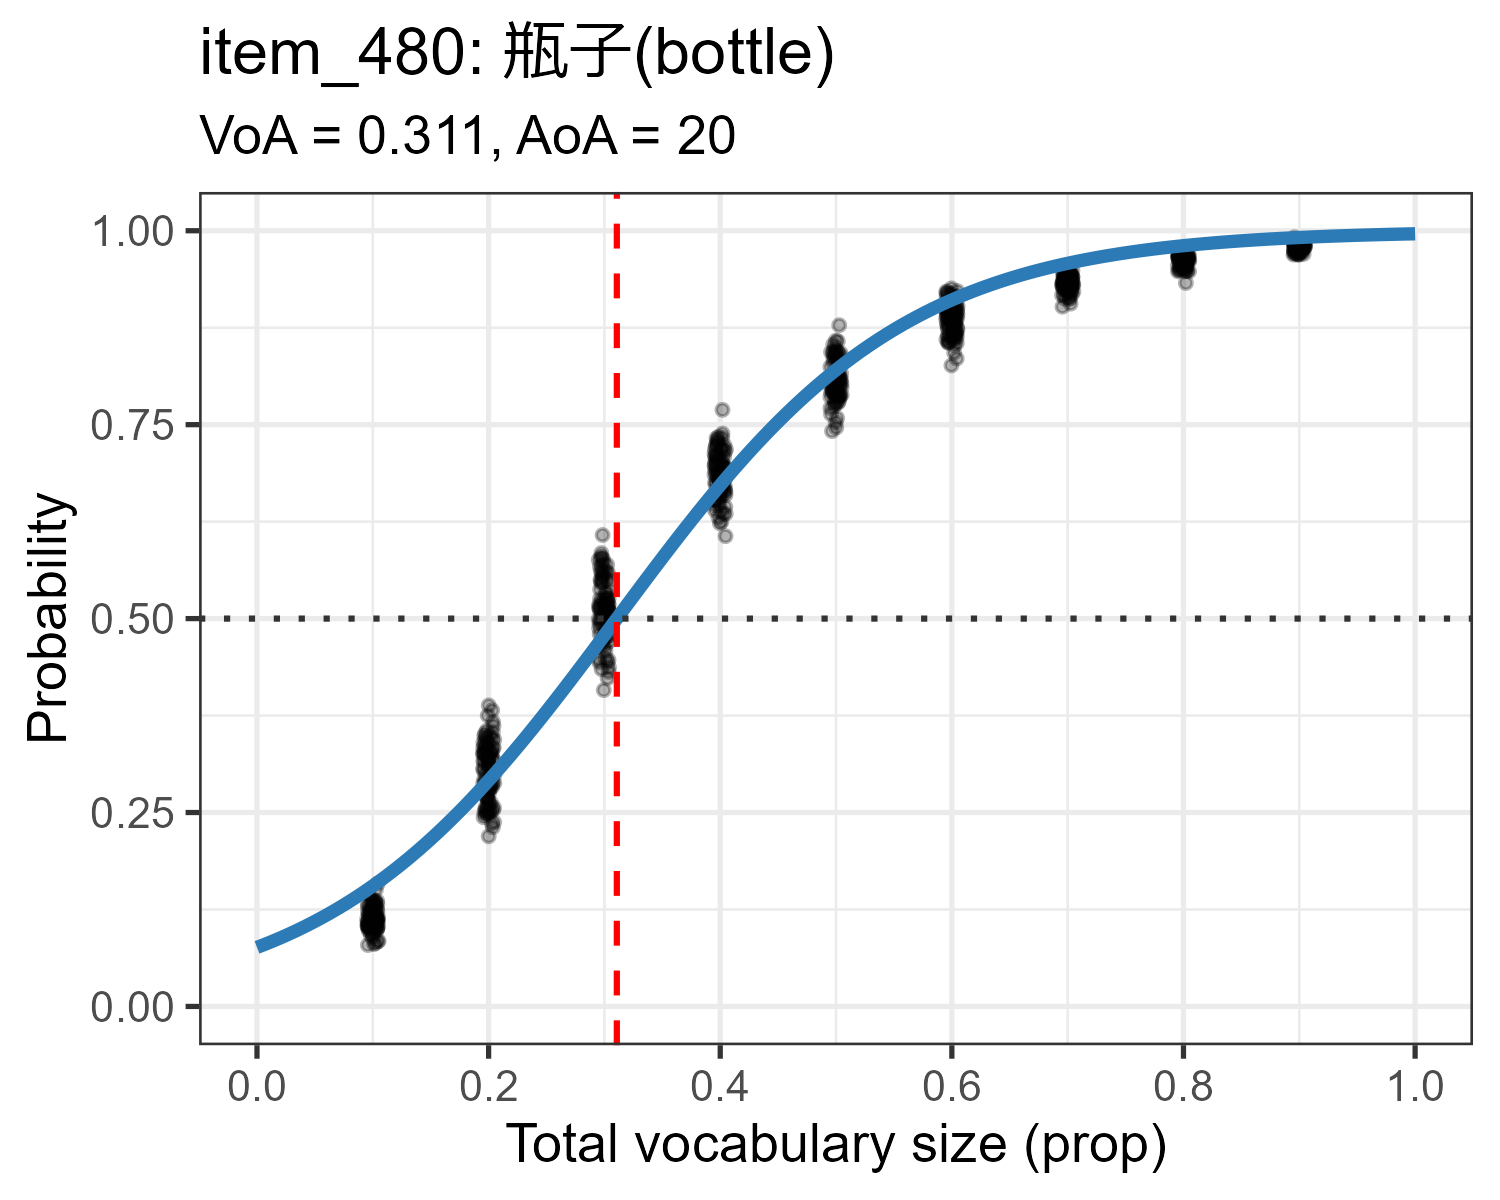 item_480: 瓶子(bottle)
VoA = 0.311, AoA = 20
Probability
1.00
0.75
0.50
0.25
0.00
0.0 0.2 0.4 0.6 0.8 1.0
Total vocabulary size (prop)